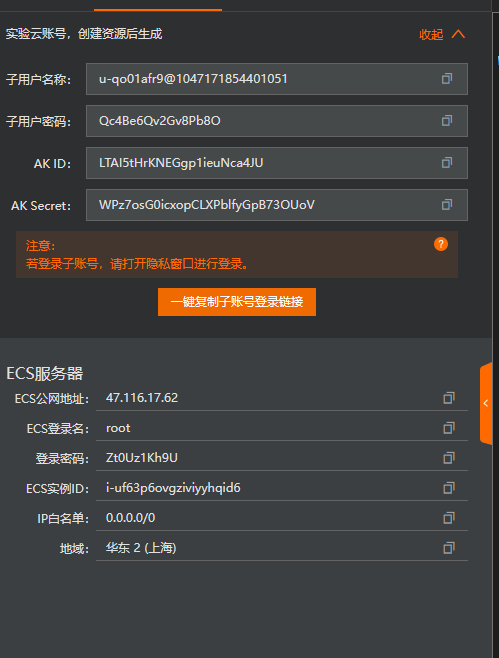 实验云账号，创建资源后生成 收起
子用户名称： u-qo01afr9@1047171854401051
子用户密码： Qc4Be6Qv2Gv8Pb8O
AK ID： LTAI5tHrKNEGgp1ieuNca4JU
AK Secret： WPz7osG0icxopCLXPblfyGpB73OUoV
注意： ?
若登录子账号，请打开隐私窗口进行登录。
一键复制子账号登录链接
ECS服务器
ECS公网地址： 47.116.17.62
ECS登录名： root
登录密码： Zt0Uz1Kh9U
ECS实例ID： i-uf63p6ovgziviyyhqid6
IP白名单： 0.0.0.0/0
地域： 华东 2 (上海)